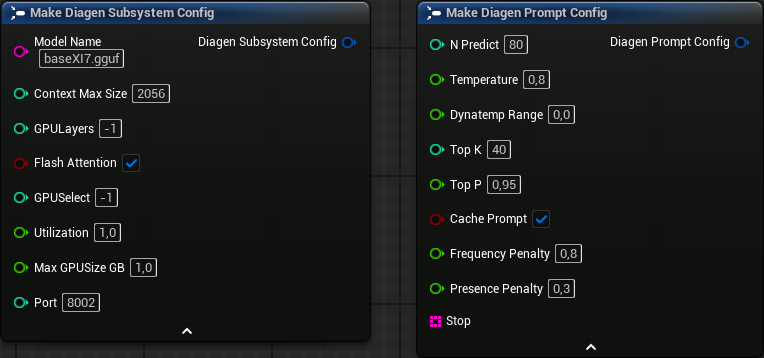 Make Diagen Subsystem Config
Model Name
baseXI7.gguf
Diagen Subsystem Config
Context Max Size 2056
GPULayers -1
Flash Attention
GPUSelect -1
Utilization 1,0
Max GPUSize GB 1,0
Port 8002
Make Diagen Prompt Config
N Predict 80
Diagen Prompt Config
Temperature 0,8
Dynatemp Range 0,0
Top K 40
Top P 0,95
Cache Prompt
Frequency Penalty 0,8
Presence Penalty 0,3
Stop